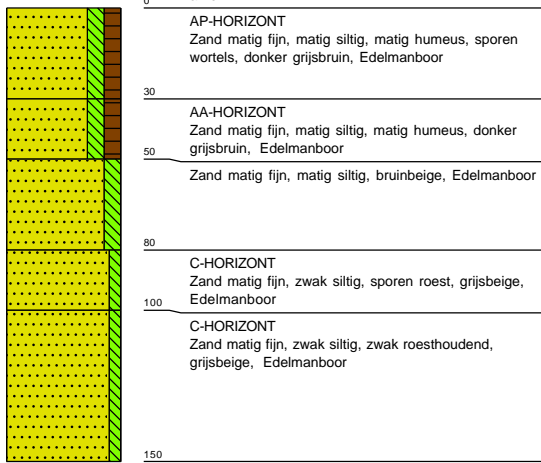 0
AP-HORIZONT
Zand matig fijn, matig siltig, matig humeus, sporen
wortels, donker grijsbruin, Edelmanboor
30
AA-HORIZONT
Zand matig fijn, matig siltig, matig humeus, donker
grijsbruin, Edelmanboor
50
Zand matig fijn, matig siltig, bruinbeige, Edelmanboor
80
C-HORIZONT
Zand matig fijn, zwak siltig, sporen roest, grijsbeige,
Edelmanboor
100
C-HORIZONT
Zand matig fijn, zwak siltig, zwak roesthoudend,
grijsbeige, Edelmanboor
150